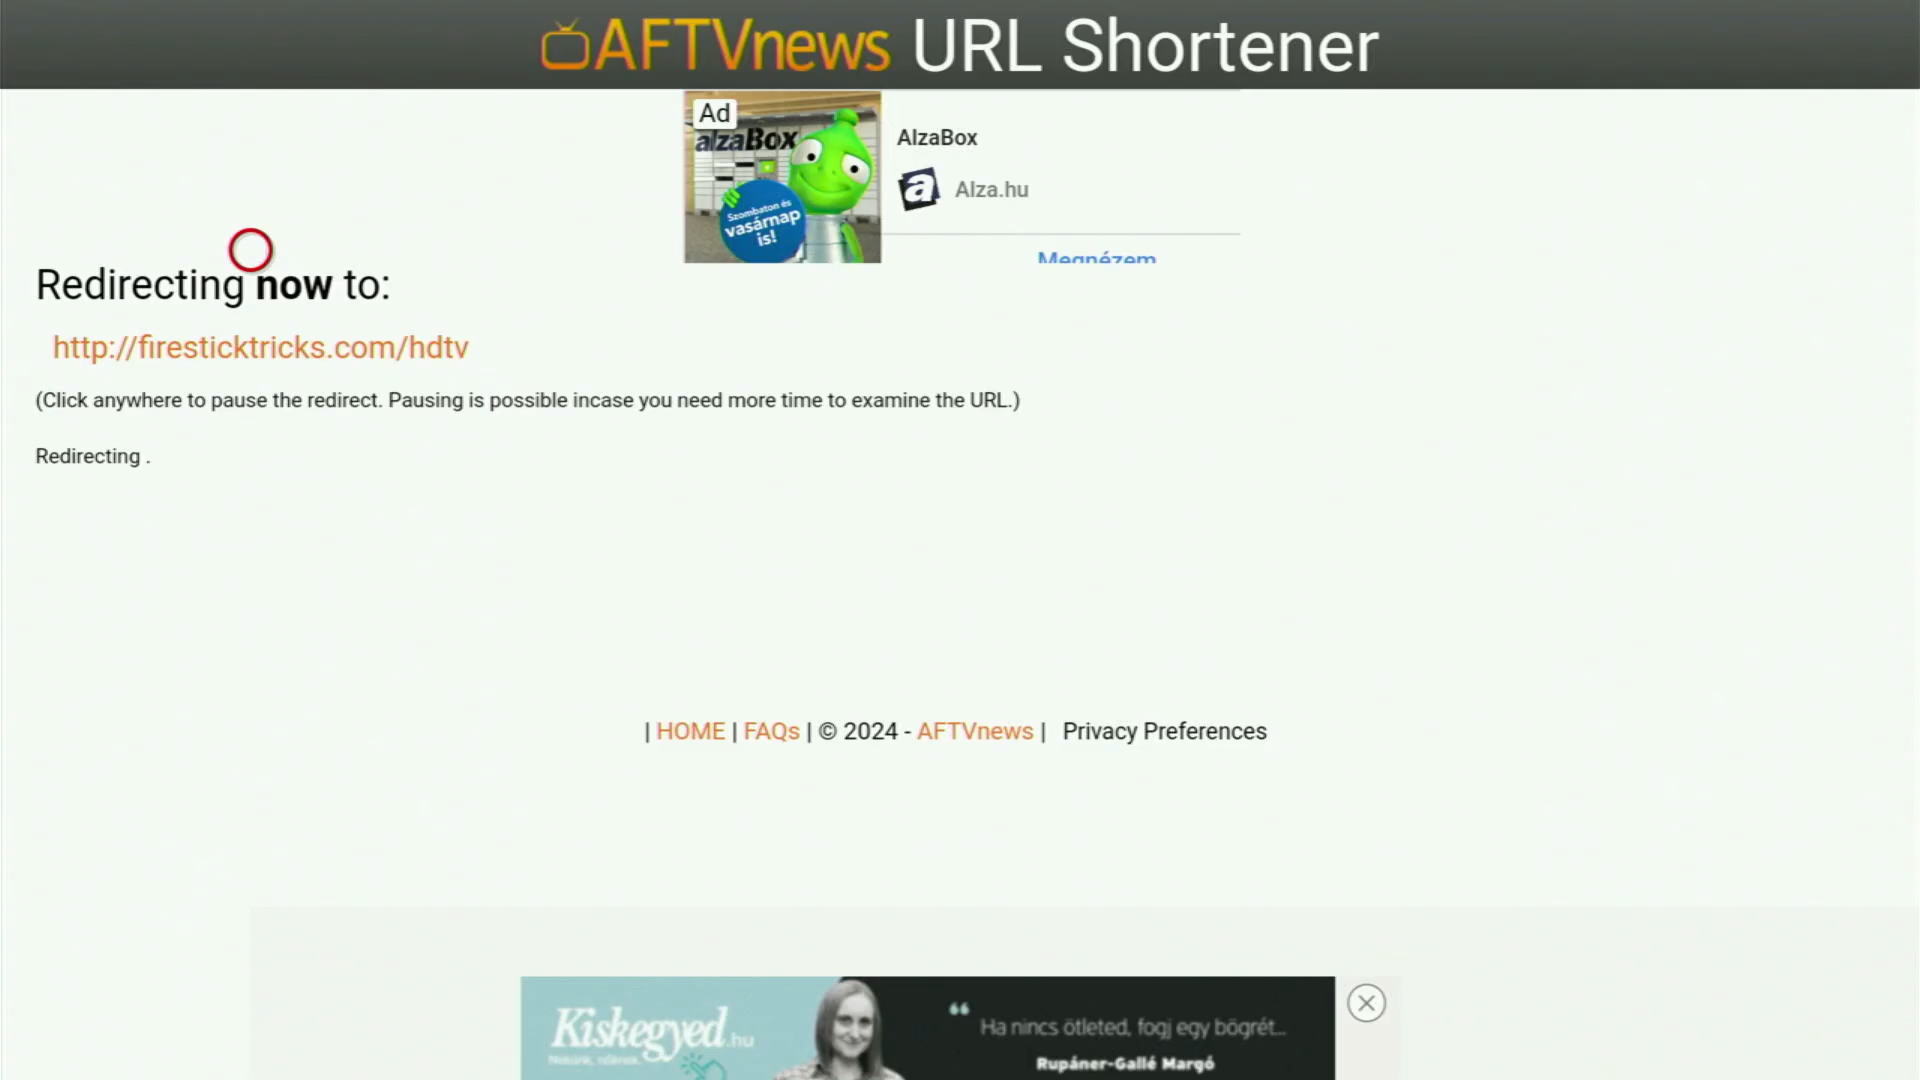 AFTVnews URL Shortener
Ad
alzaBox
Szombaton és
vasárnap
is!
AlzaBox
a
Alza.hu
Megnézem
Redirecting now to:
http://firesticktricks.com/hdtv
(Click anywhere to pause the redirect. Pausing is possible incase you need more time to examine the URL.)
Redirecting .
| HOME | FAQs | © 2024 - AFTVnews | Privacy Preferences
Kiskegyed.hu
“ Ha nincs ötleted, fogj egy bögrét...
Rupáner-Gallé Margó